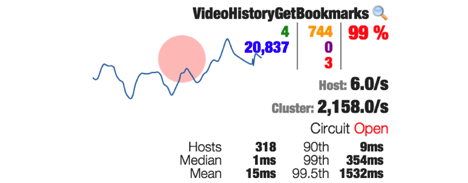 VideoHistoryGetBookmarks
4 744 99 %
20,837 0
3
Host: 6.0/s
Cluster: 2,158.0/s
Circuit Open
Hosts 318 90th 9ms
Median 1ms 99th 354ms
Mean 15ms 99.5th 1532ms